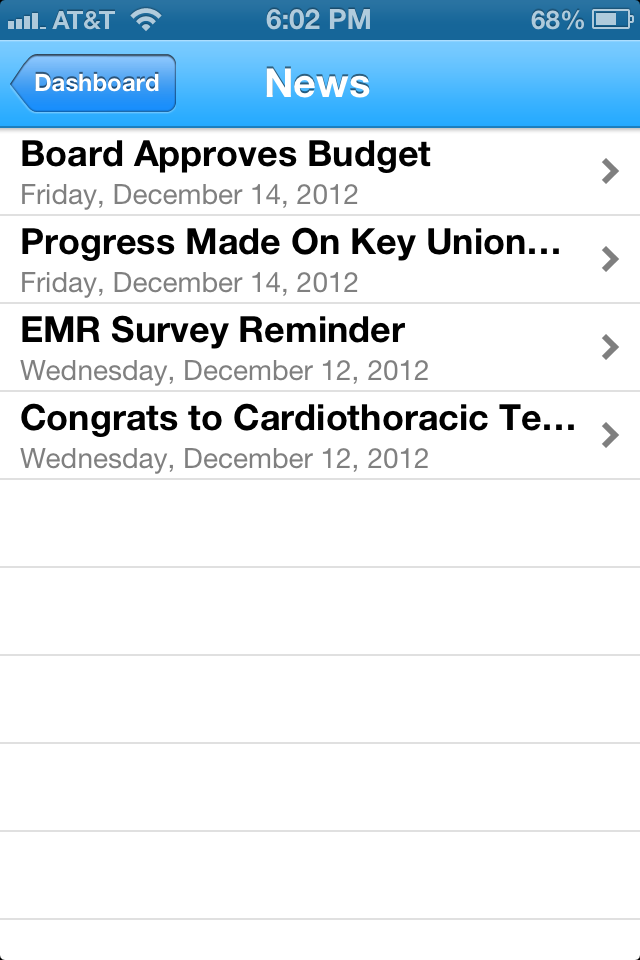 AT&T 6:02 PM 68%
Dashboard News
Board Approves Budget
Friday, December 14, 2012
Progress Made On Key Union...
Friday, December 14, 2012
EMR Survey Reminder
Wednesday, December 12, 2012
Congrats to Cardiothoracic Te...
Wednesday, December 12, 2012